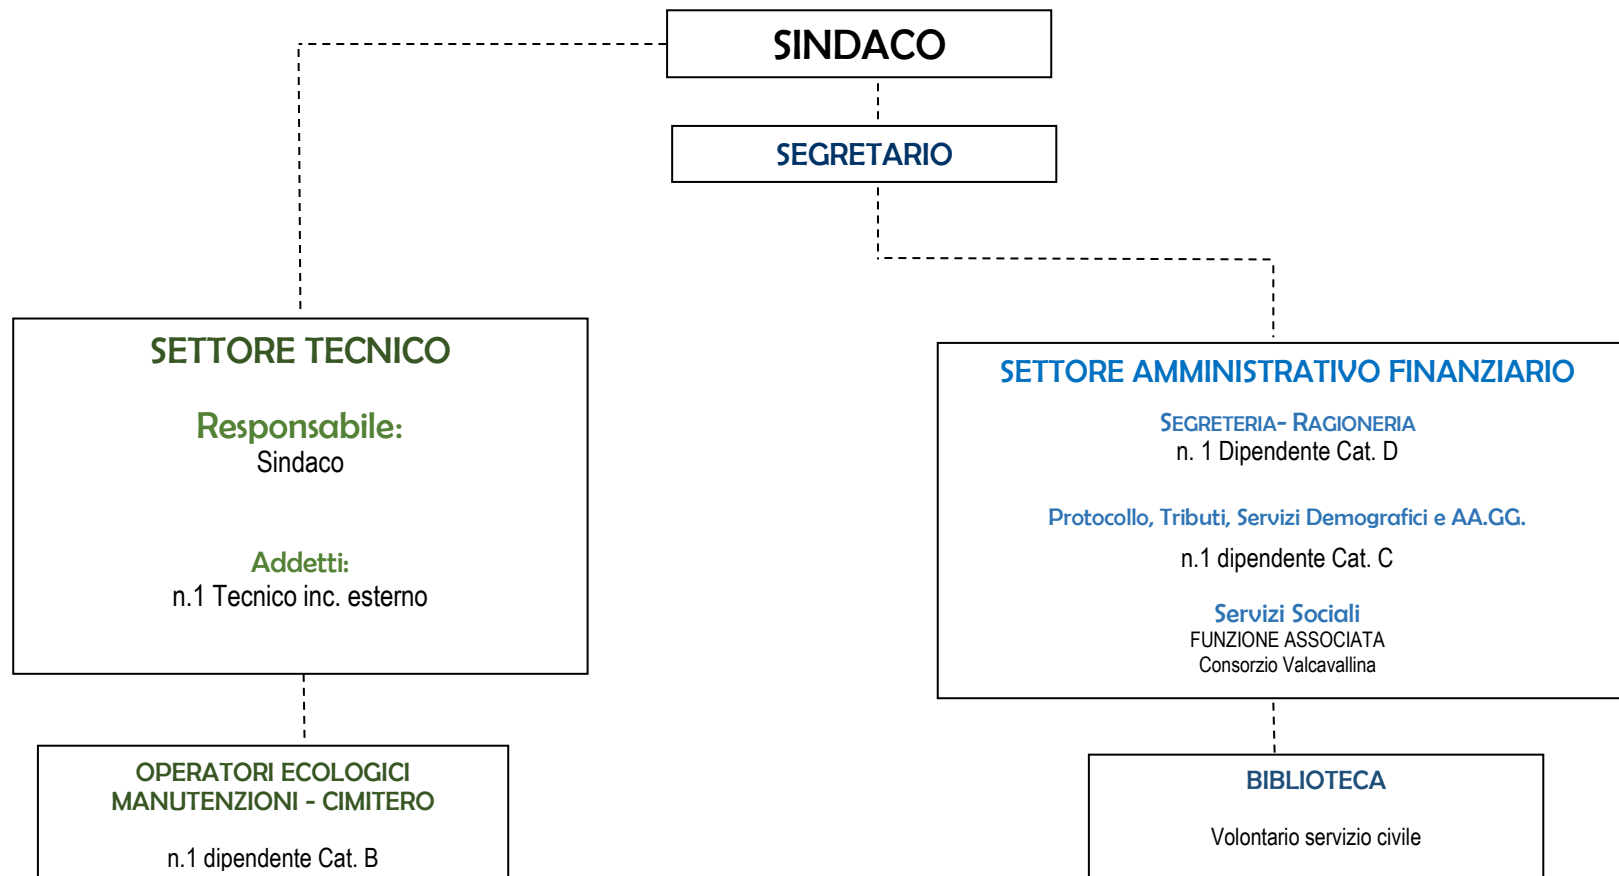 SINDACO
SEGRETARIO
SETTORE TECNICO
Responsabile:
Sindaco
Addetti:
n.1 Tecnico inc. esterno
OPERATORI ECOLOGICI
MANUTENZIONI - CIMITERO
n.1 dipendente Cat. B
SETTORE AMMINISTRATIVO FINANZIARIO
SEGRETERIA- RAGIONERIA
n. 1 Dipendente Cat. D
Protocollo, Tributi, Servizi Demografici e AA.GG.
n.1 dipendente Cat. C
Servizi Sociali
FUNZIONE ASSOCIATA
Consorzio Valcavallina
BIBLIOTECA
Volontario servizio civile